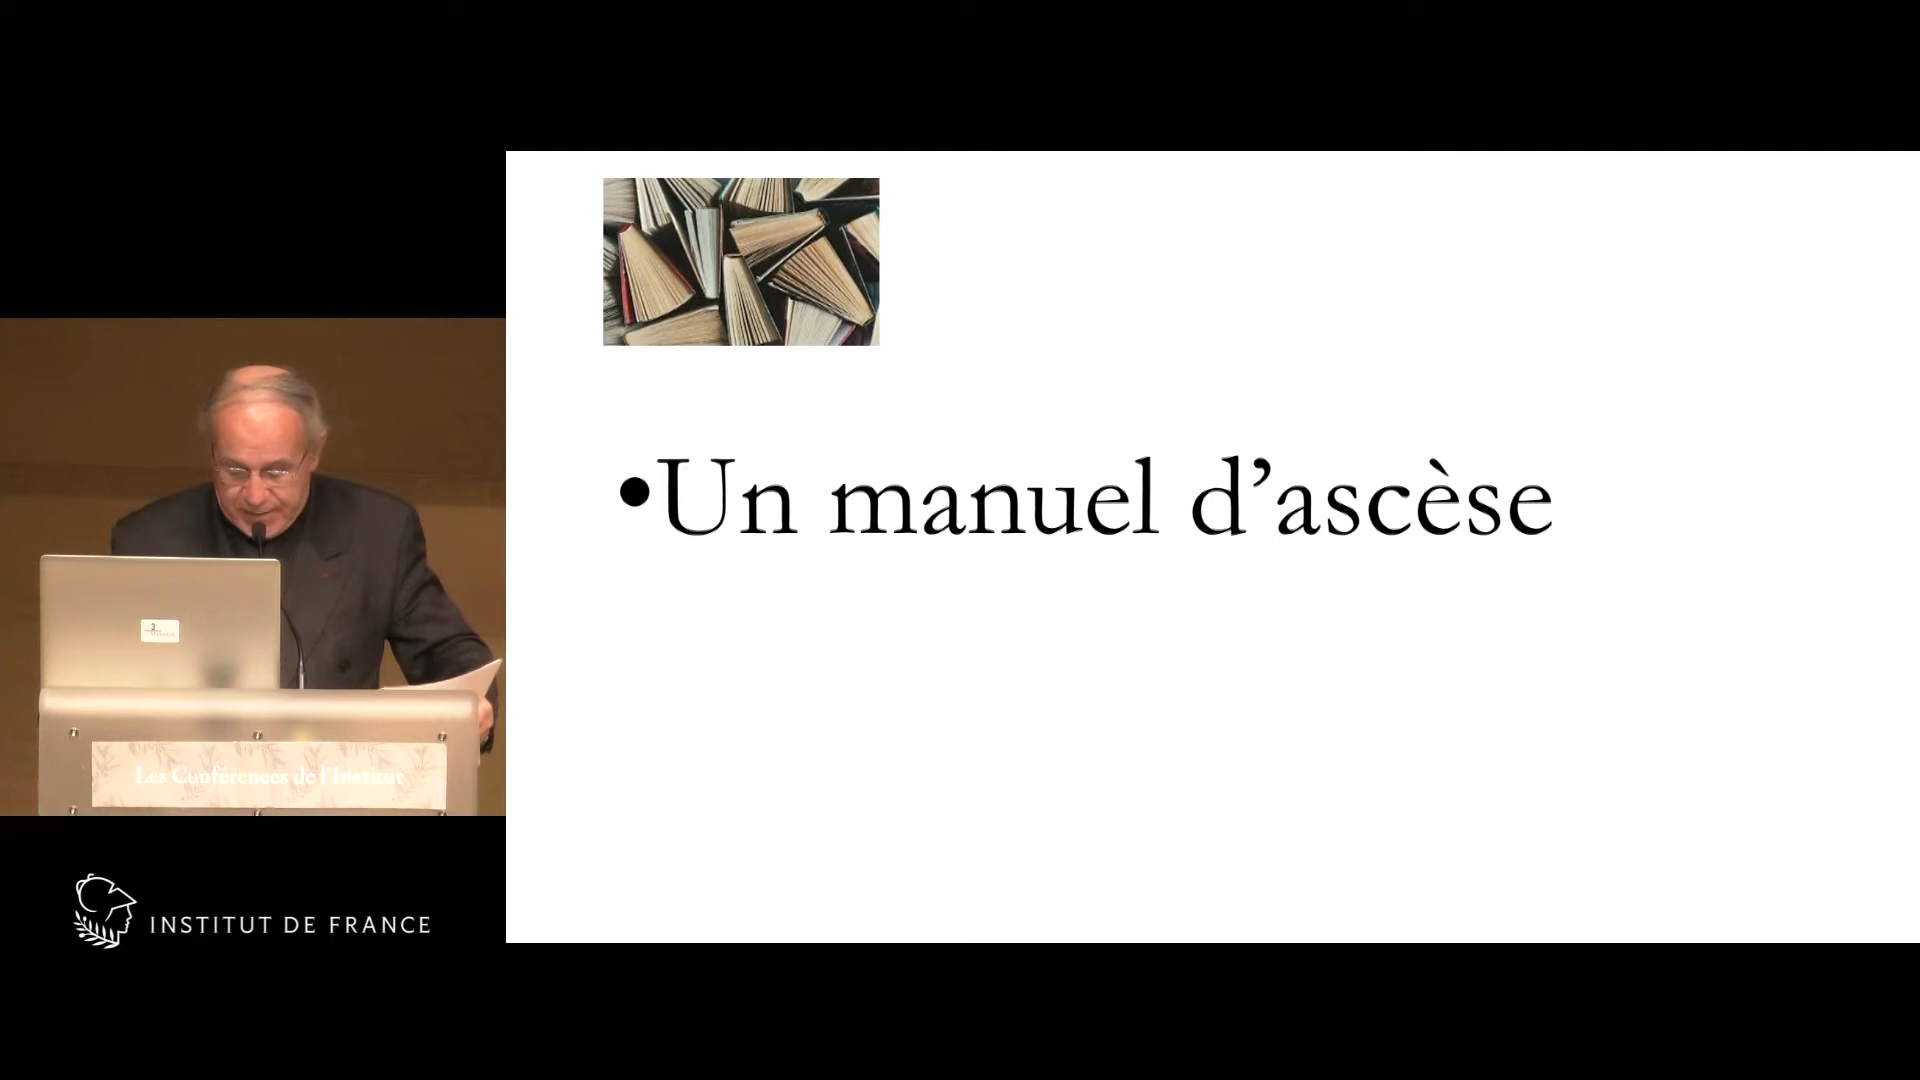 •Un manuel d’ascèse
Les Conférences de l'Institut
INSTITUT DE FRANCE